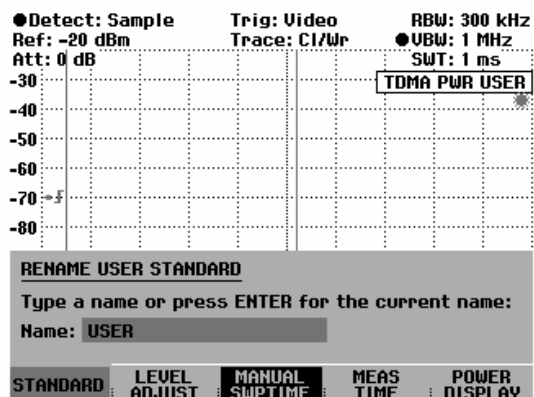 ●Detect: Sample Trig: Video RBW: 300 kHz
Ref: -20 dBm Trace: Cl/Wr ●VBW: 1 MHz
Att: 0 dB SWT: 1 ms
-30 TDMA PWR USER
-40
-50
-60
-70
-80
RENAME USER STANDARD
Type a name or press ENTER for the current name:
Name: USER
STANDARD LEVEL ADJUST MANUAL SWPTIME MEAS TIME POWER DISPLAY